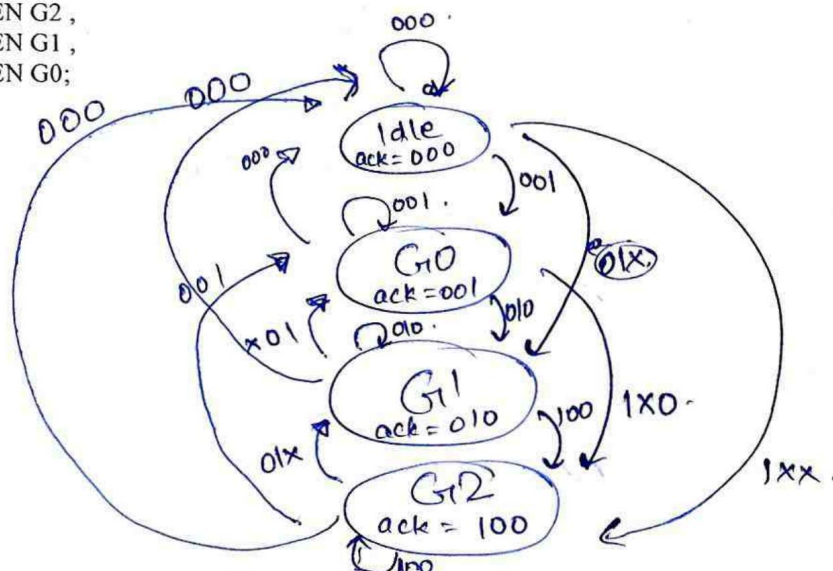 EN G2 ,
EN G1 ,
EN G0;
000 .
000
000
Idle
ack= 000
000
001
001 .
01X.
001
G0
ack =001
010
x01
010.
G1
ack = 010
100
1X0.
01X
1XX .
G2
ack = 100
100